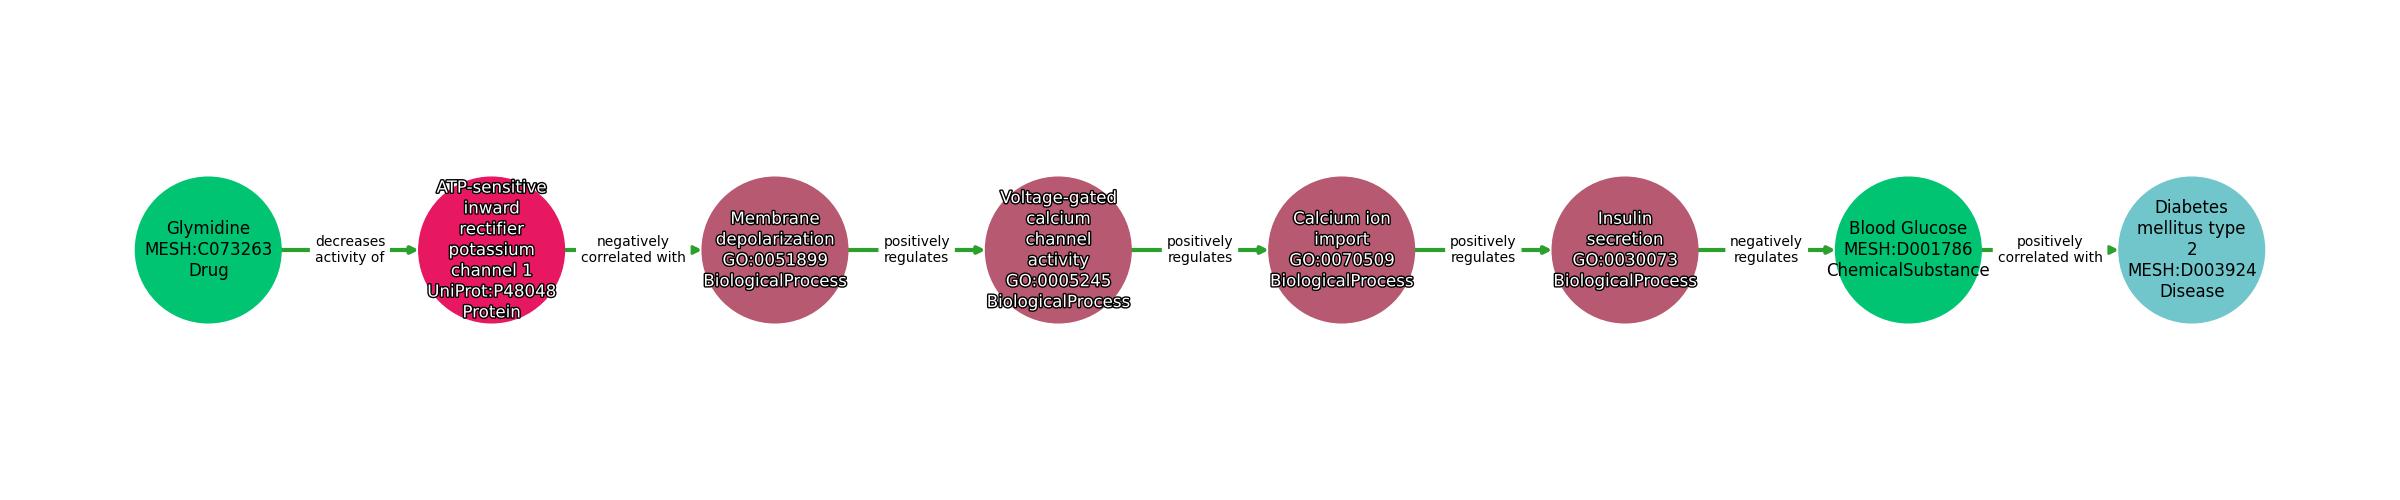 Glymidine
MESH:C073263
Drug
decreases
activity of
ATP-sensitive
inward
rectifier
potassium
channel 1
UniProt:P48048
Protein
negatively
correlated with
Membrane
depolarization
GO:0051899
BiologicalProcess
positively
regulates
Voltage-gated
calcium
channel
activity
GO:0005245
BiologicalProcess
positively
regulates
Calcium ion
import
GO:0070509
BiologicalProcess
positively
regulates
Insulin
secretion
GO:0030073
BiologicalProcess
negatively
regulates
Blood Glucose
MESH:D001786
ChemicalSubstance
positively
correlated with
Diabetes
mellitus type
2
MESH:D003924
Disease